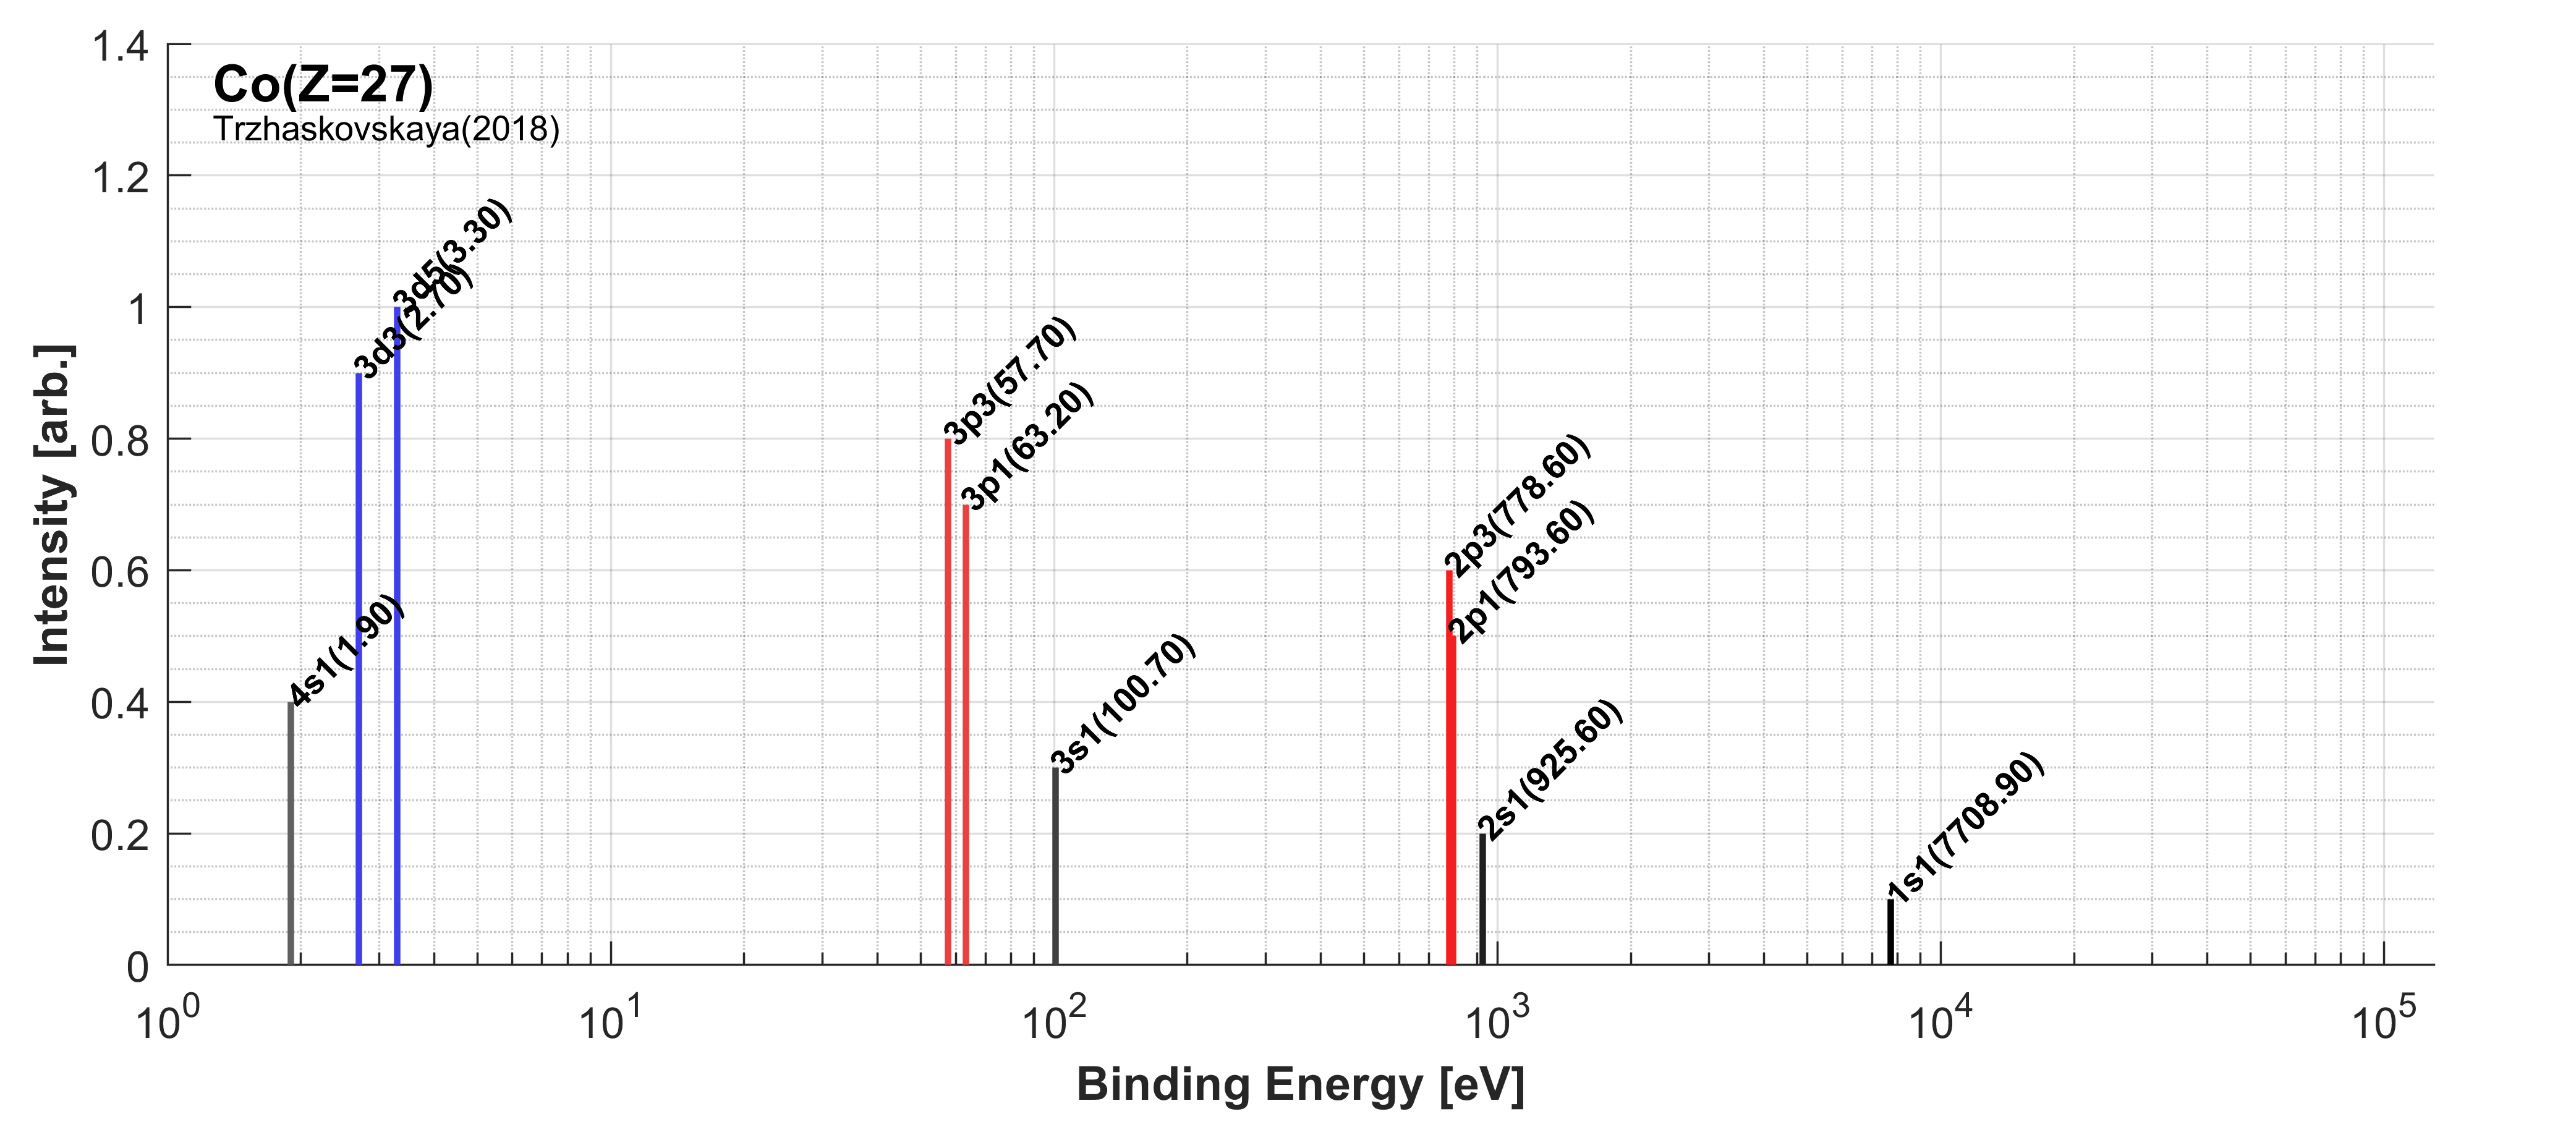 Co(Z=27)
Trzhaskovskaya(2018)
Intensity [arb.]
1.4
1.2
1
0.8
0.6
0.4
0.2
0
3d5(3.30)
3d3(2.70)
4s1(1.90)
3p3(57.70)
3p1(63.20)
3s1(100.70)
2p3(778.60)
2p1(793.60)
2s1(925.60)
1s1(7708.90)
10^0
10^1
10^2
10^3
10^4
10^5
Binding Energy [eV]